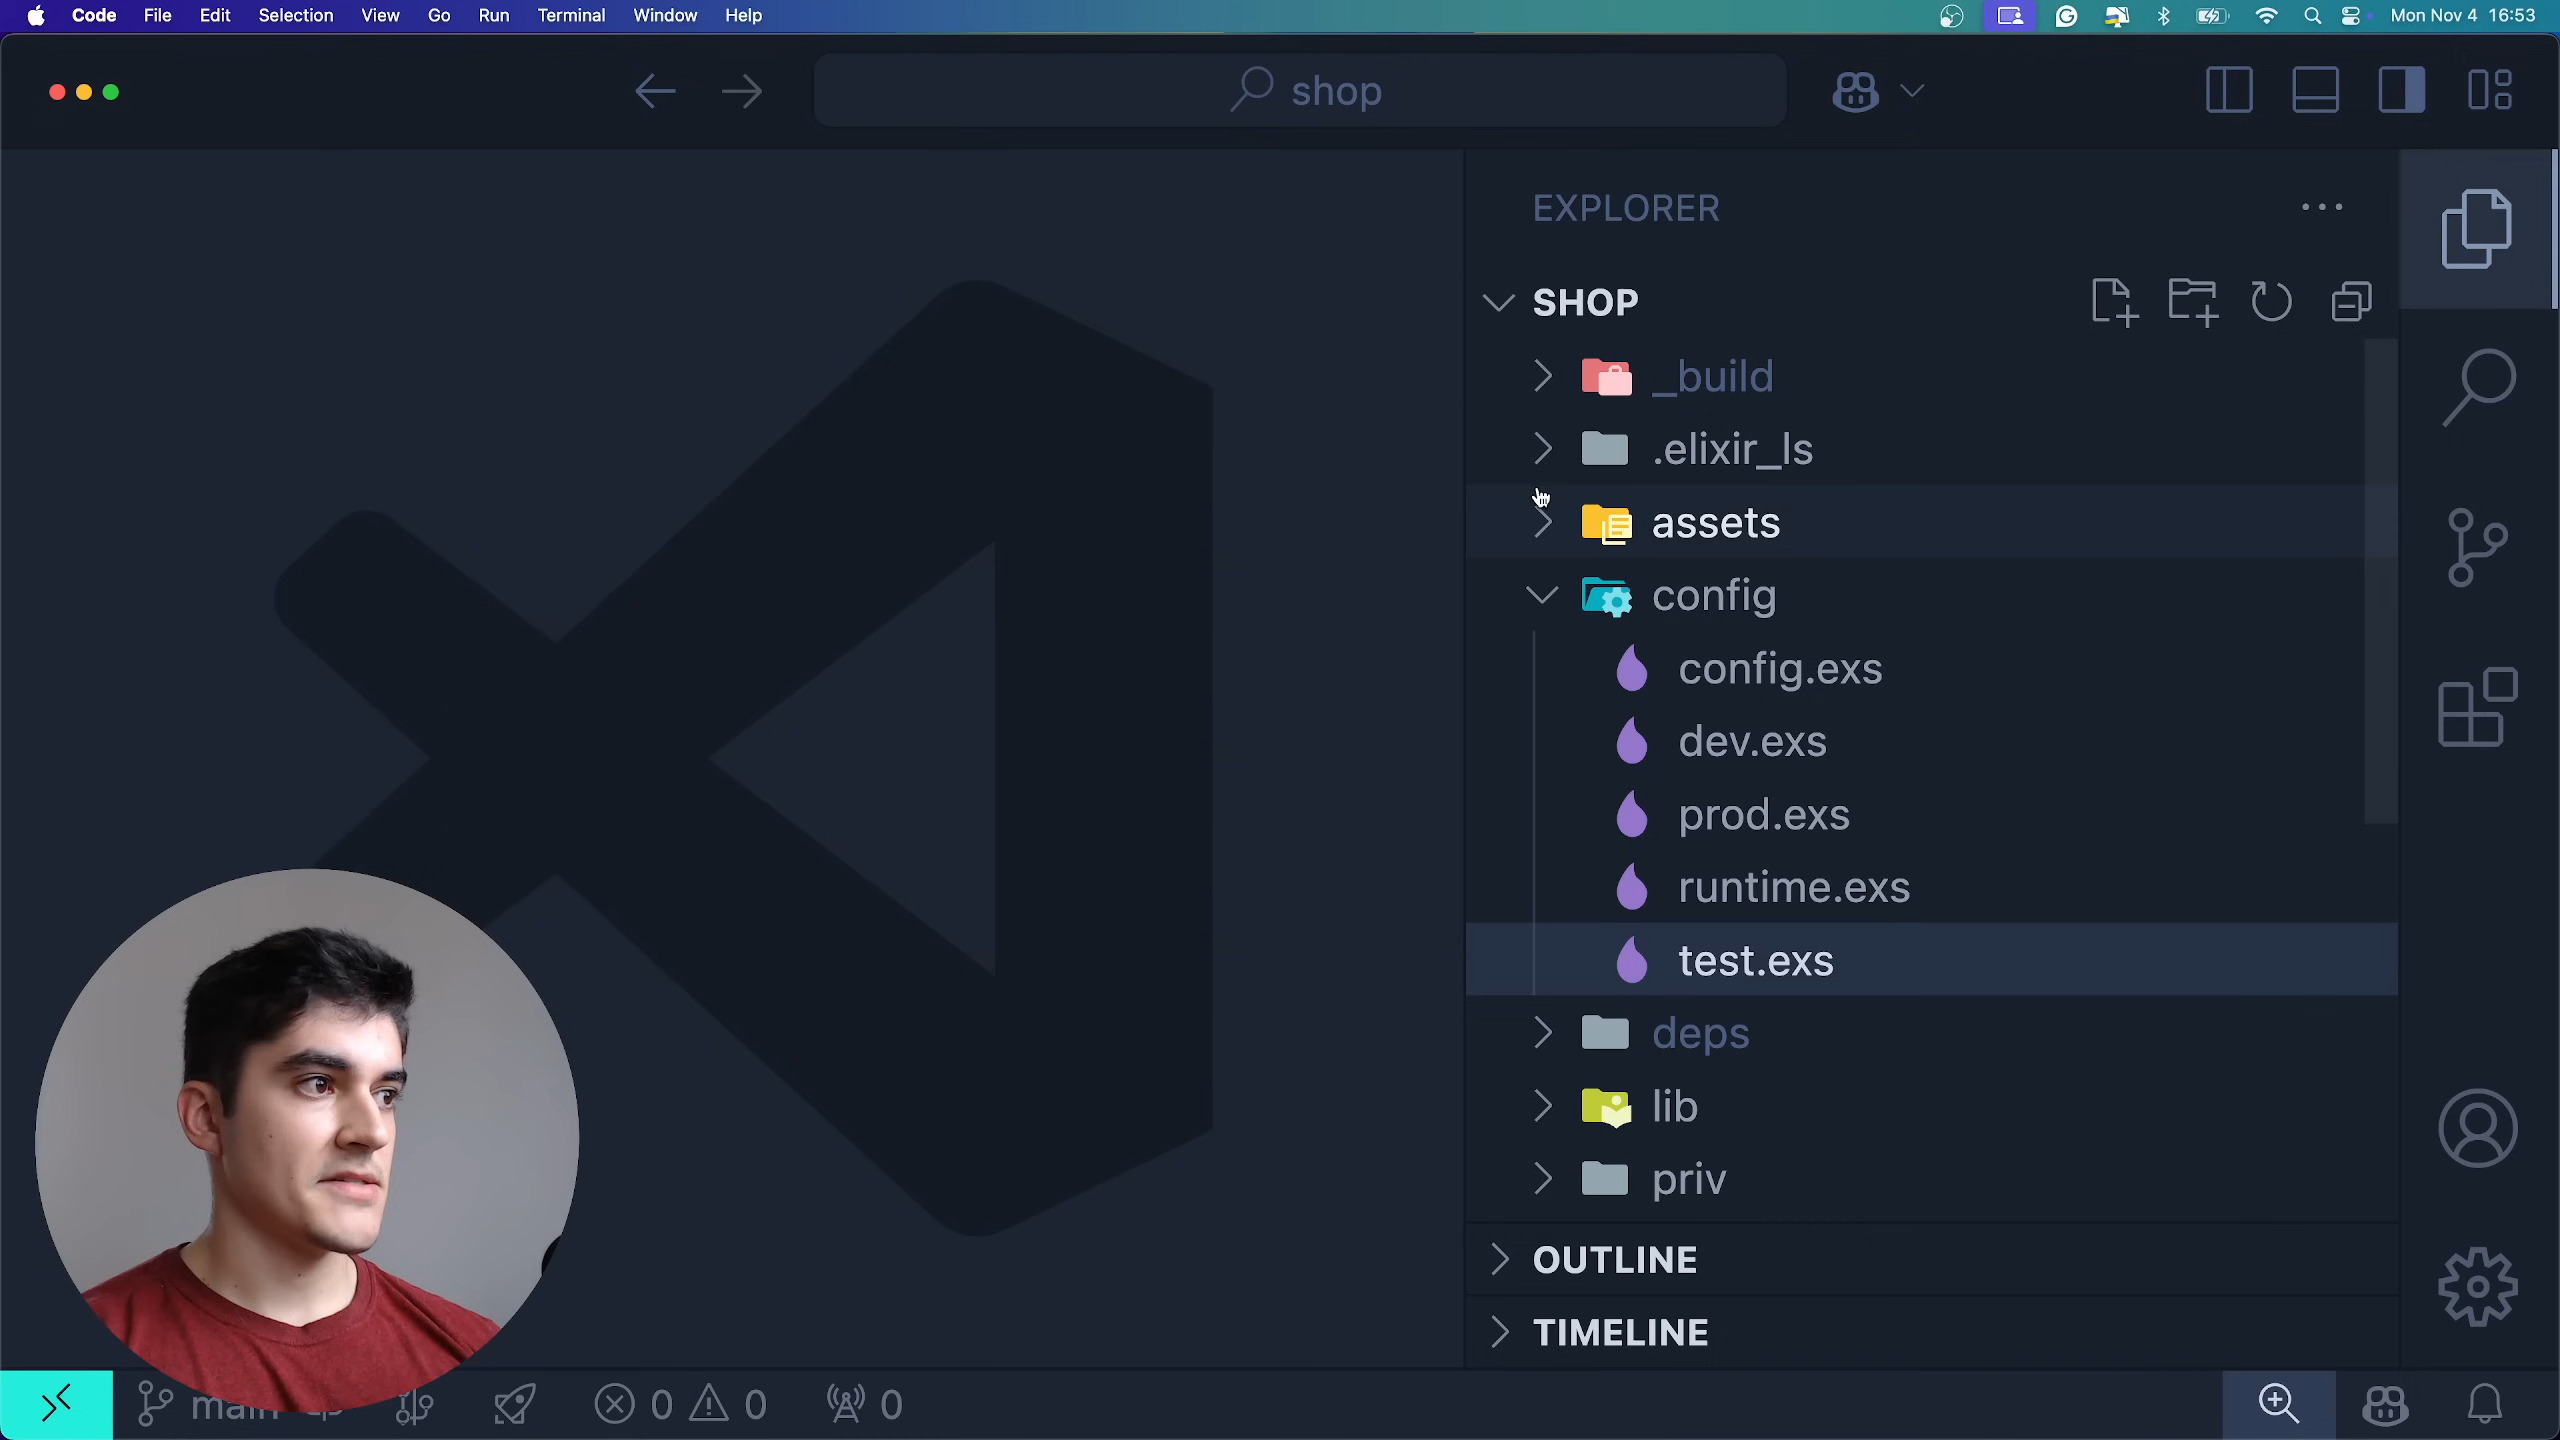 Code File Edit Selection View Go Run Terminal Window Help Mon Nov 4 16:53
shop
EXPLORER
SHOP
_build
.elixir_ls
assets
config
config.exs
dev.exs
prod.exs
runtime.exs
test.exs
deps
lib
priv
OUTLINE
TIMELINE
main 0 0 0